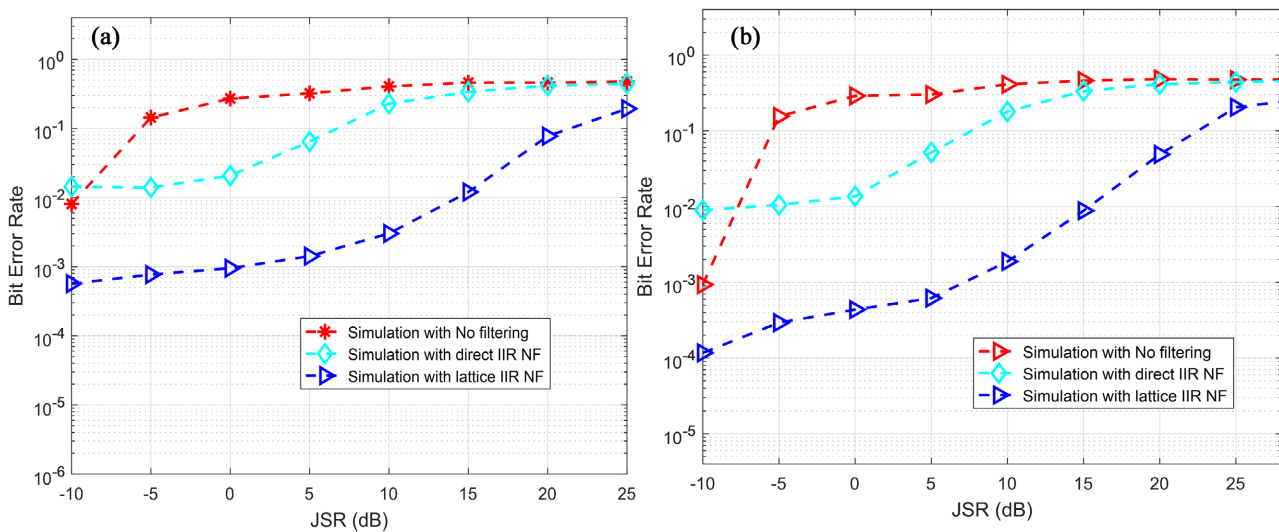 (a)
10^0
10^-1
10^-2
10^-3
10^-4
10^-5
10^-6
Bit Error Rate
-10 -5 0 5 10 15 20 25
JSR (dB)
Simulation with No filtering
Simulation with direct IIR NF
Simulation with lattice IIR NF
(b)
10^0
10^-1
10^-2
10^-3
10^-4
10^-5
Bit Error Rate
-10 -5 0 5 10 15 20 25
JSR (dB)
Simulation with No filtering
Simulation with direct IIR NF
Simulation with lattice IIR NF